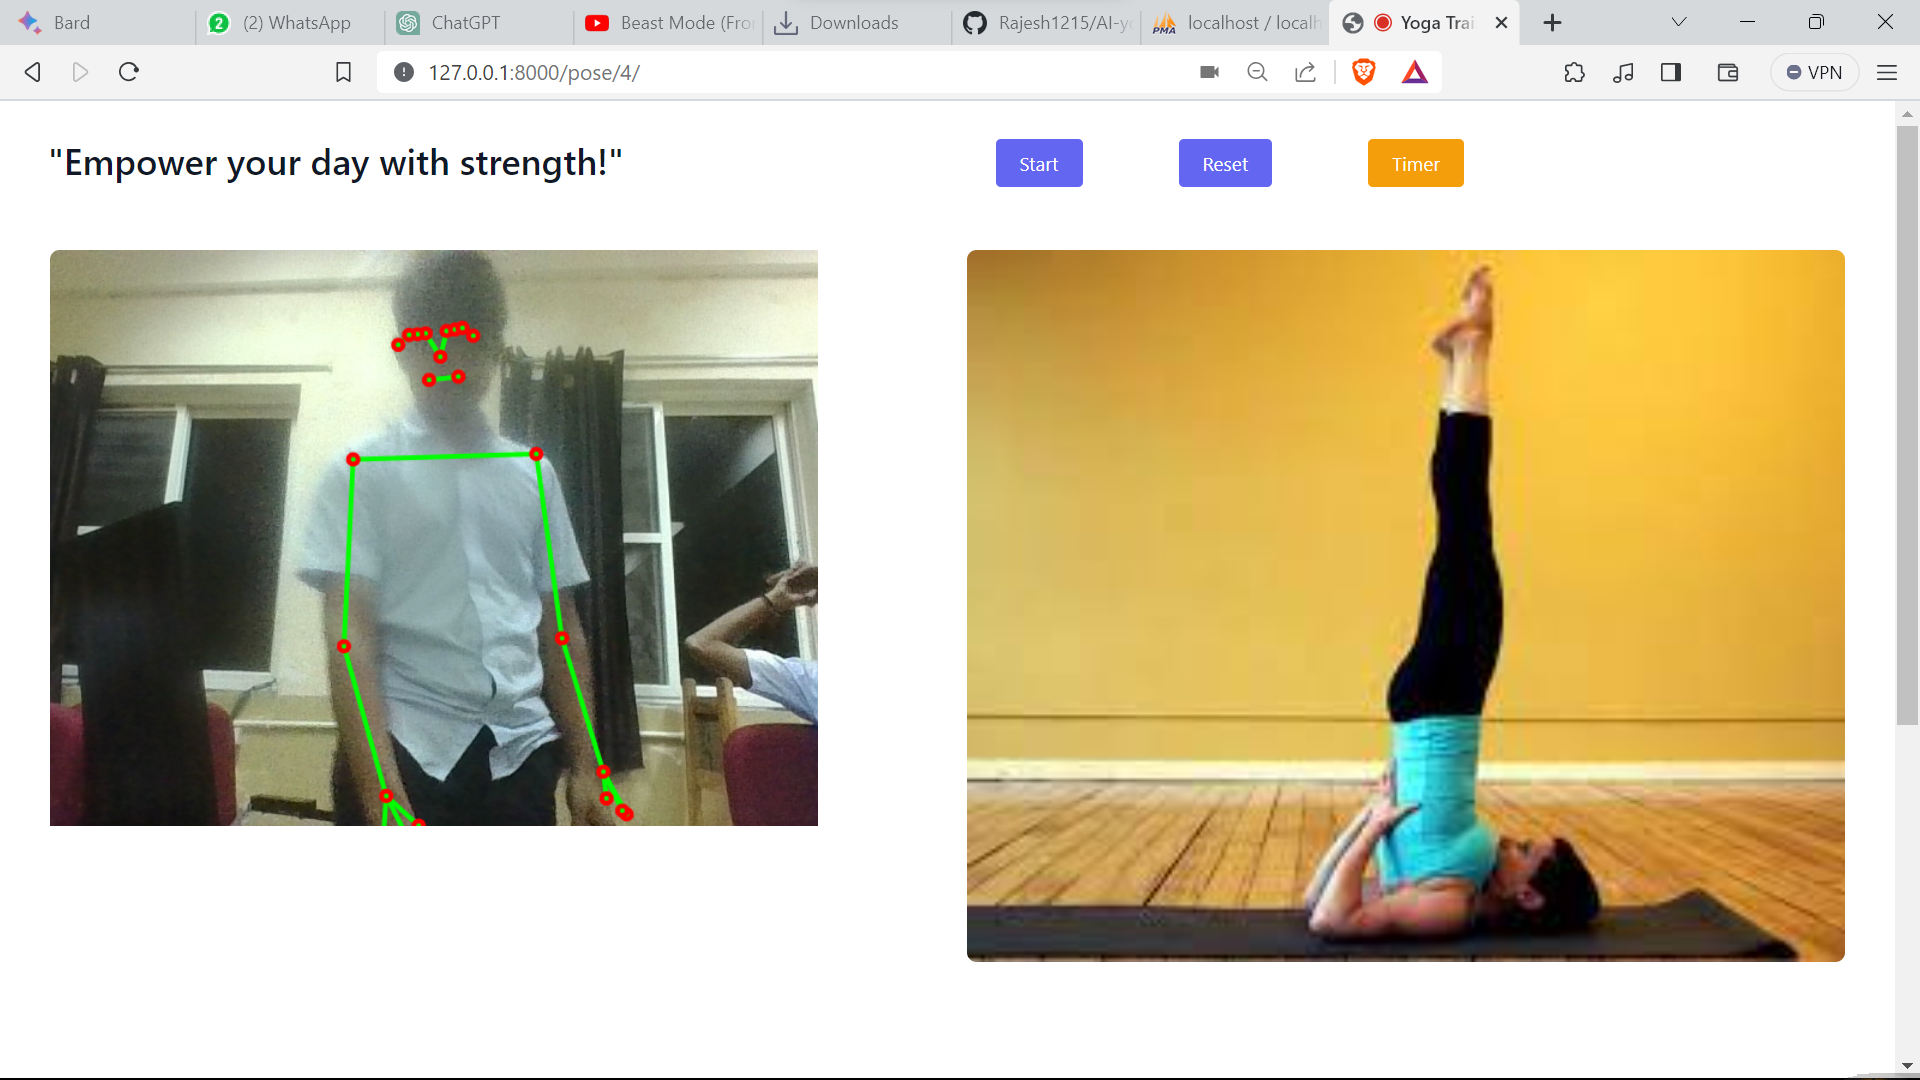 Bard
2
(2) WhatsApp
ChatGPT
Beast Mode (Fro
Downloads
Rajesh1215/AI-yo
PMA
localhost / localh
Yoga Trai
127.0.0.1:8000/pose/4/
VPN
"Empower your day with strength!"
Start
Reset
Timer